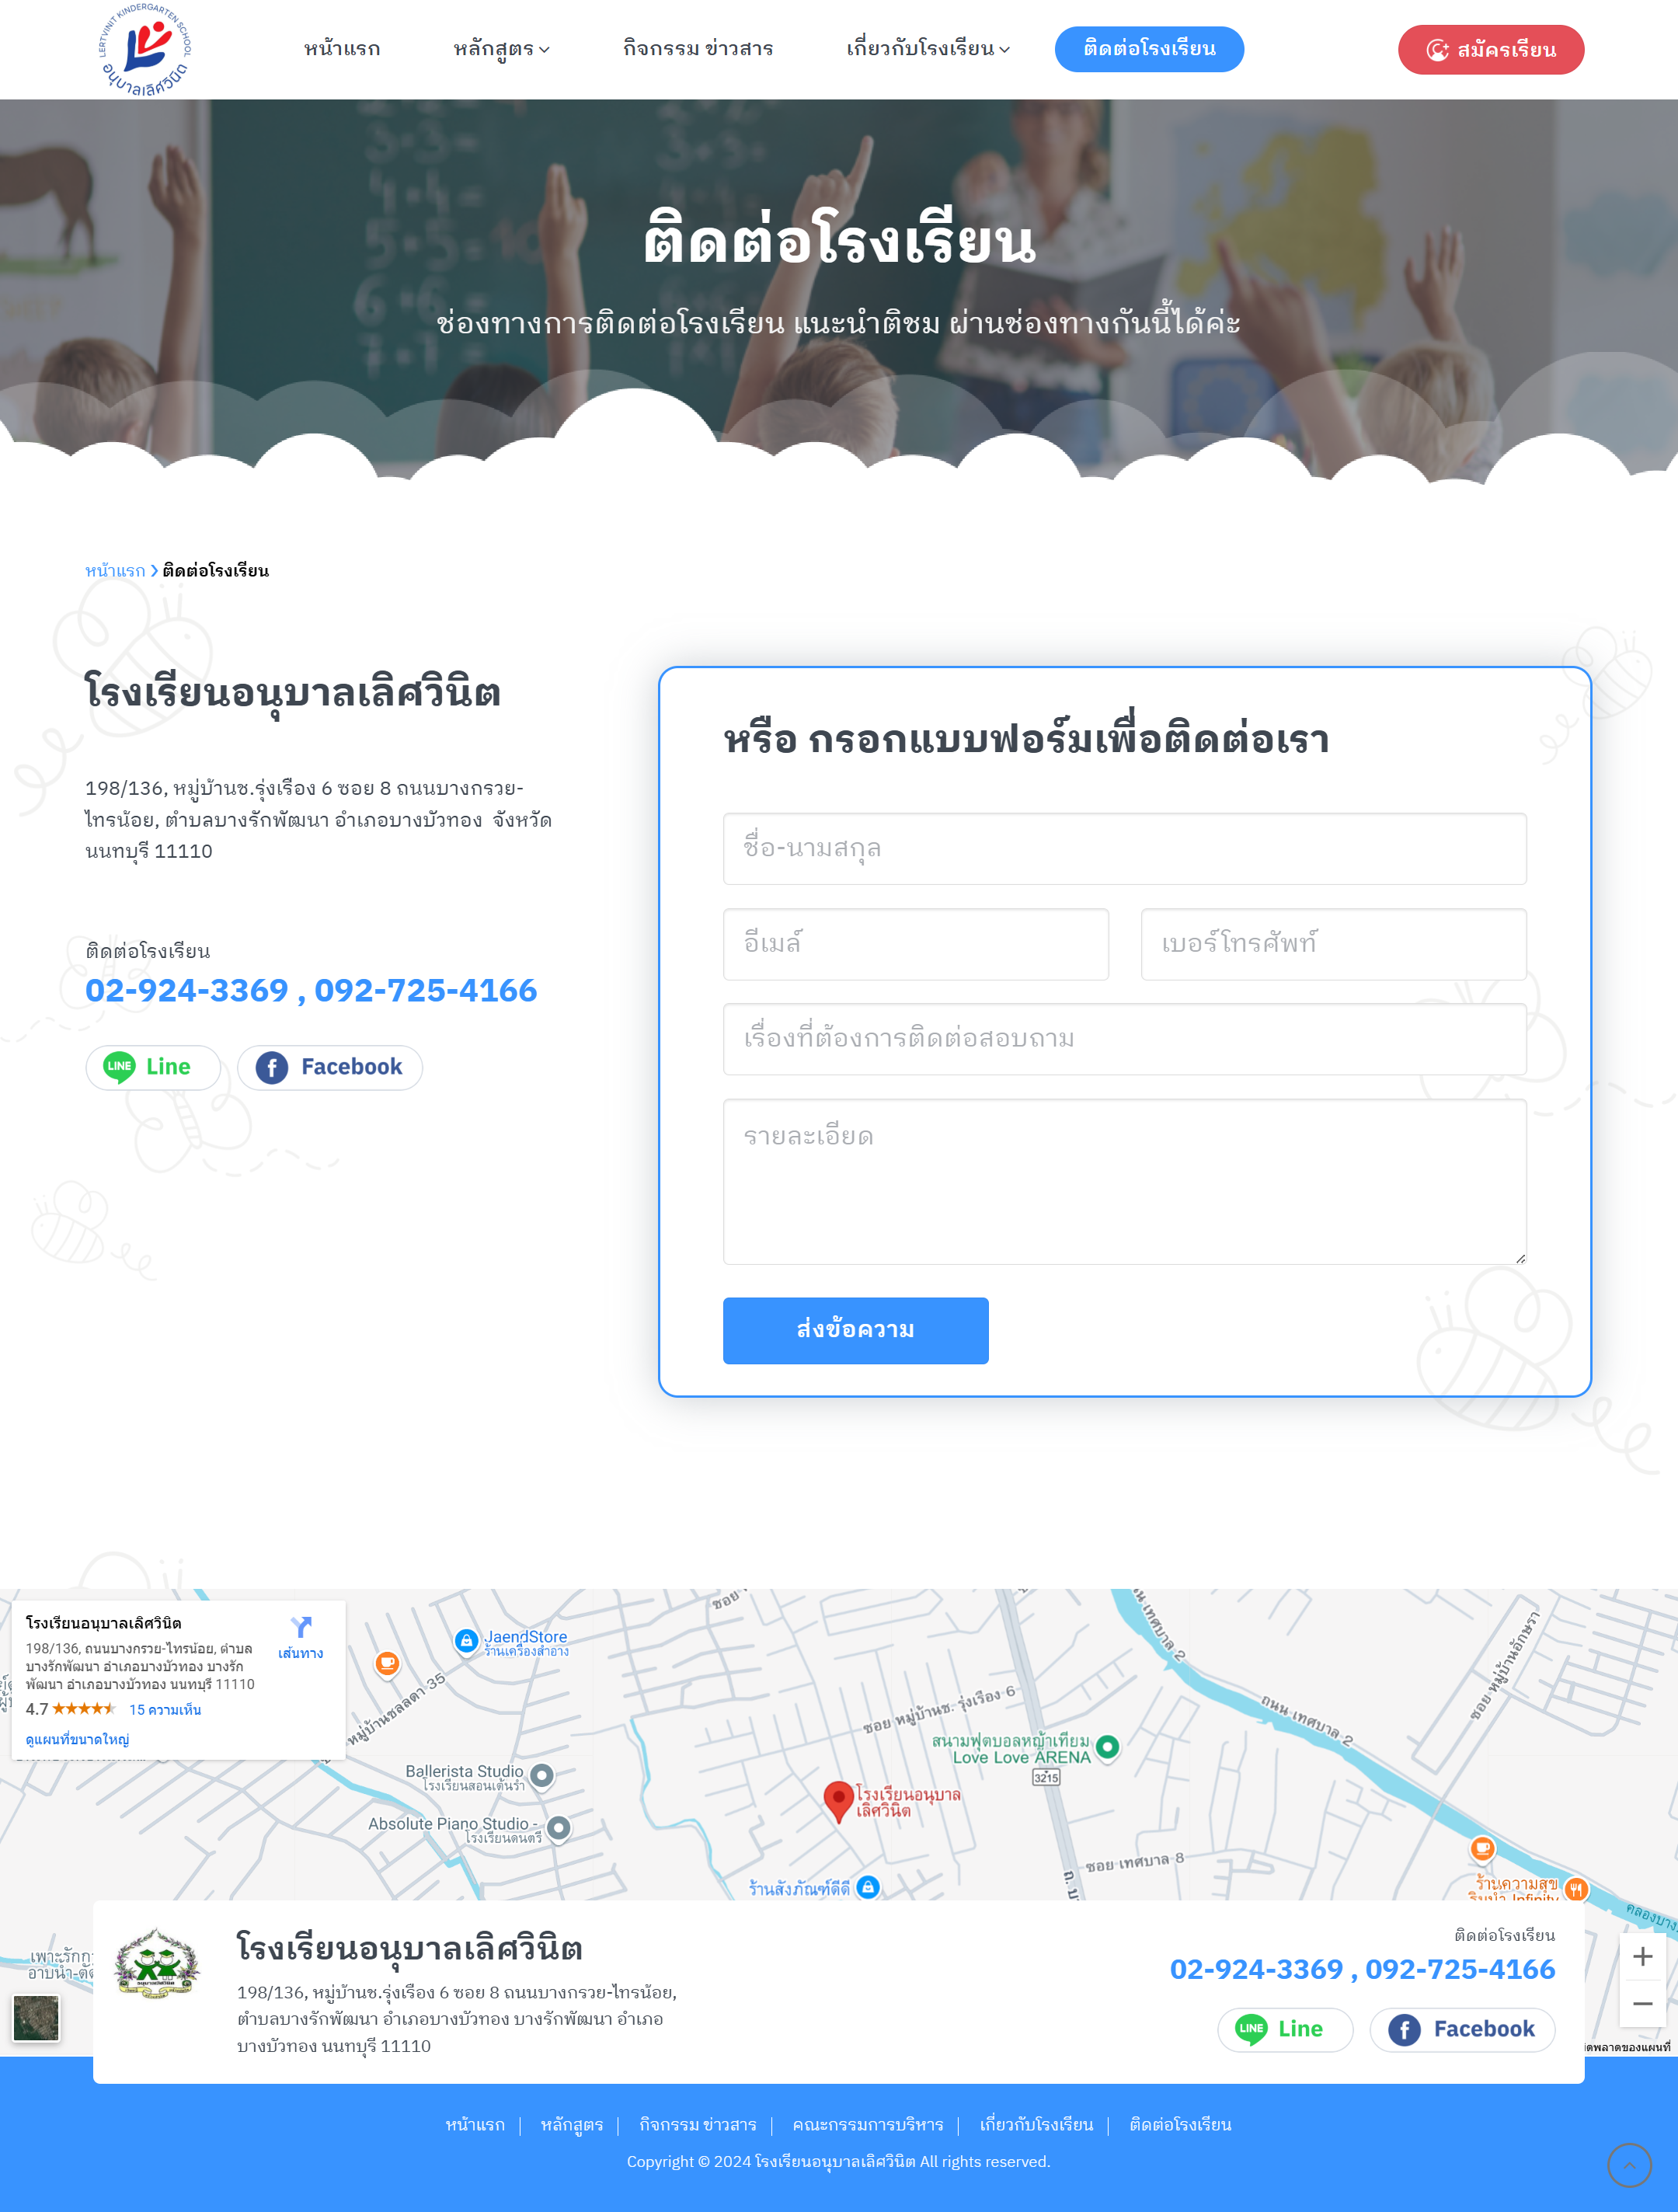 LERTVINIT KINDERGARTEN SCHOOL
อนุบาลเลิศวินิต
หน้าแรก
หลักสูตร
กิจกรรม ข่าวสาร
เกี่ยวกับโรงเรียน
ติดต่อโรงเรียน
สมัครเรียน
ติดต่อโรงเรียน
ช่องทางการติดต่อโรงเรียน แนะนำติชม ผ่านช่องทางกันนี้ได้ค่ะ
หน้าแรก
ติดต่อโรงเรียน
โรงเรียนอนุบาลเลิศวินิต
198/136, หมู่บ้านช.รุ่งเรือง 6 ซอย 8 ถนนบางกรวย-
ไทรน้อย, ตำบลบางรักพัฒนา อำเภอบางบัวทอง จังหวัด
นนทบุรี 11110
ติดต่อโรงเรียน
02-924-3369 , 092-725-4166
LINE Line
Facebook
หรือ กรอกแบบฟอร์มเพื่อติดต่อเรา
ชื่อ-นามสกุล
อีเมล์
เบอร์โทรศัพท์
เรื่องที่ต้องการติดต่อสอบถาม
รายละเอียด
ส่งข้อความ
โรงเรียนอนุบาลเลิศวินิต
198/136, ถนนบางกรวย-ไทรน้อย, ตำบล
บางรักพัฒนา อำเภอบางบัวทอง บางรัก
พัฒนา อำเภอบางบัวทอง นนทบุรี 11110
4.7
15 ความเห็น
ดูแผนที่ขนาดใหญ่
เส้นทาง
JaendStore
ร้านเครื่องสำอาง
หมู่บ้านชลลดา 35
Ballerista Studio
โรงเรียนสอนเต้นรำ
Absolute Piano Studio -
โรงเรียนดนตรี
ซอย หมู่บ้านช. รุ่งเรือง 6
สนามฟุตบอลหญ้าเทียม
Love Love ARENA
3215
โรงเรียนอนุบาล
เลิศวินิต
ร้านสังภัณฑ์ดีดี
ซอย เทศบาล 8
ถนน เทศบาล 2
ซอย หมู่บ้านอักษรา
ร้านความสุข
โรงเรียนอนุบาลเลิศวินิต
198/136, หมู่บ้านช.รุ่งเรือง 6 ซอย 8 ถนนบางกรวย-ไทรน้อย,
ตำบลบางรักพัฒนา อำเภอบางบัวทอง บางรักพัฒนา อำเภอ
บางบัวทอง นนทบุรี 11110
ติดต่อโรงเรียน
02-924-3369 , 092-725-4166
LINE Line
Facebook
หน้าแรก
หลักสูตร
กิจกรรม ข่าวสาร
คณะกรรมการบริหาร
เกี่ยวกับโรงเรียน
ติดต่อโรงเรียน
Copyright © 2024 โรงเรียนอนุบาลเลิศวินิต All rights reserved.